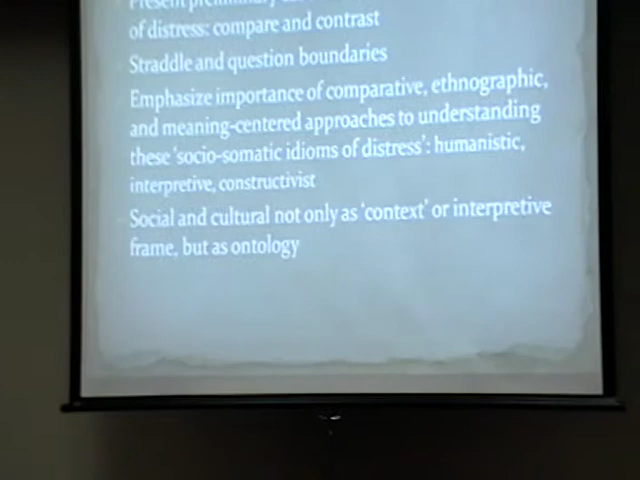 Present preliminary
of distress: compare and contrast
Straddle and question boundaries
Emphasize importance of comparative, ethnographic,
and meaning-centered approaches to understanding
these 'socio-somatic idioms of distress': humanistic,
interpretive, constructivist
Social and cultural not only as 'context' or interpretive
frame, but as ontology